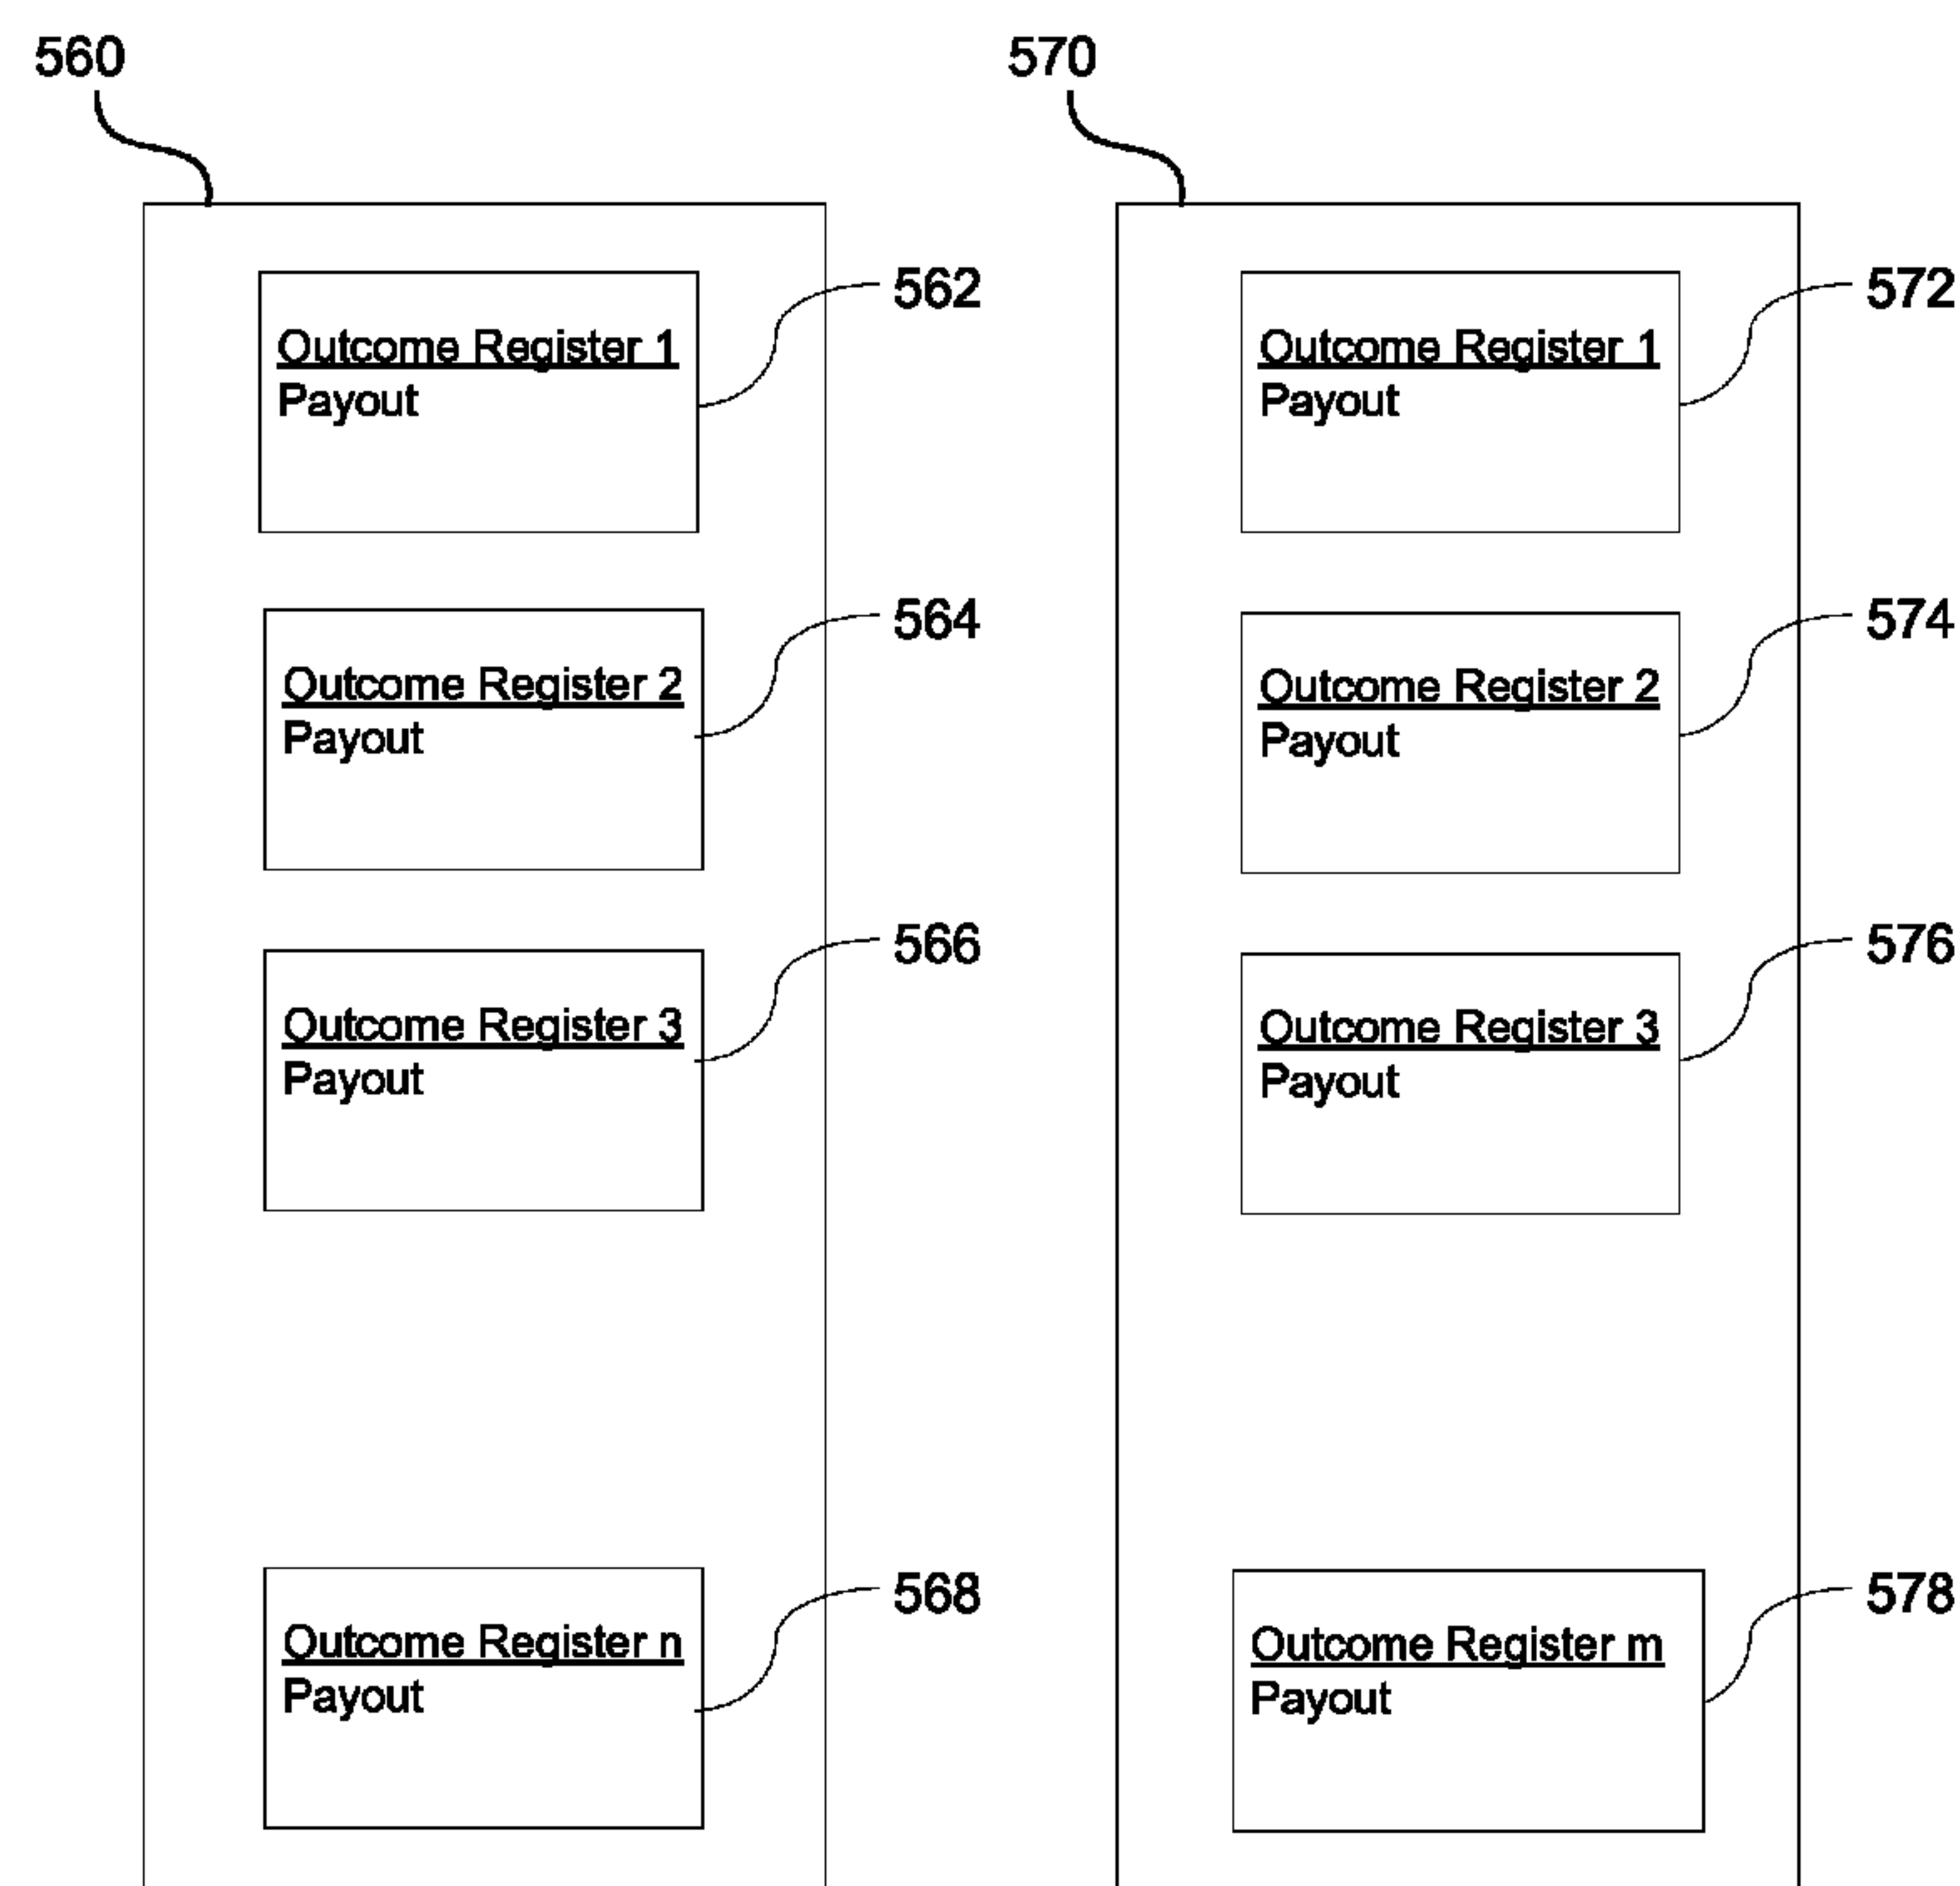 560
570
Outcome Register 1
Payout
562
Outcome Register 1
Payout
572
Outcome Register 2
Payout
564
Outcome Register 2
Payout
574
Outcome Register 3
Payout
566
Outcome Register 3
Payout
576
Outcome Register n
Payout
568
Outcome Register m
Payout
578